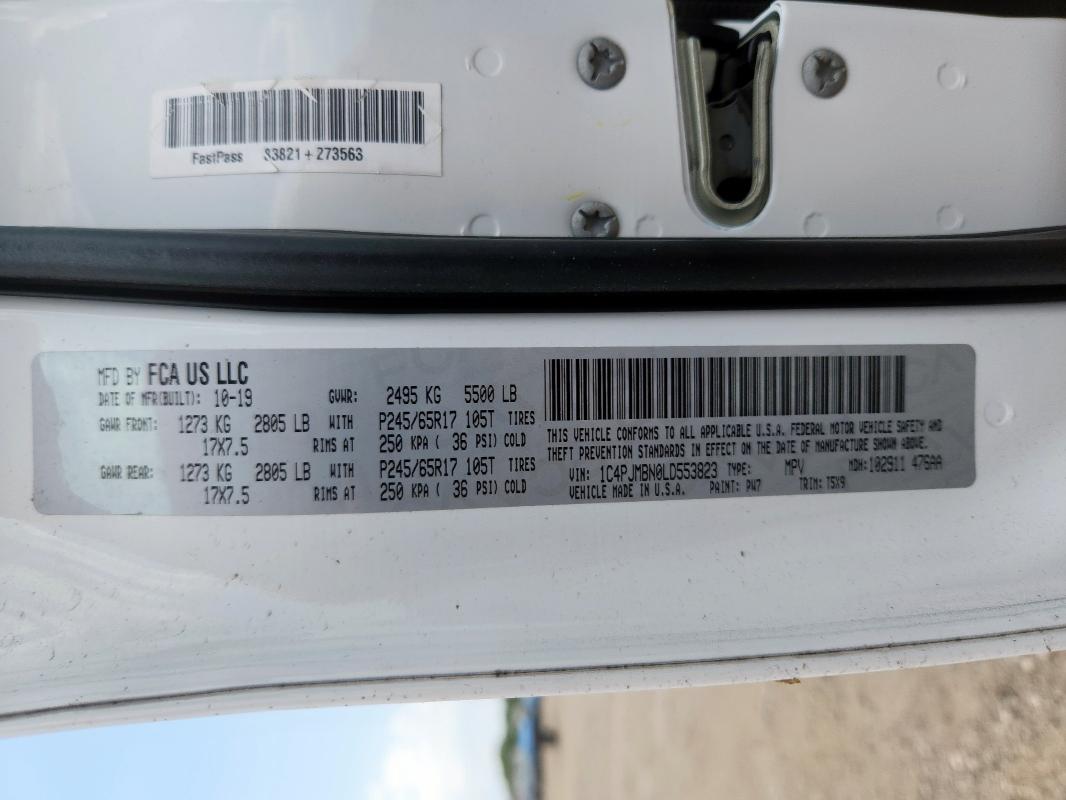 FastPass 33821+273563
MFD BY FCA US LLC
DATE OF MFR(BUILT): 10-19 GVWR: 2495 KG 5500 LB
GAWR FRONT: 1273 KG 2805 LB WITH P245/65R17 105T TIRES
17X7.5 RIMS AT 250 KPA ( 36 PSI) COLD
GAWR REAR: 1273 KG 2805 LB WITH P245/65R17 105T TIRES
17X7.5 RIMS AT 250 KPA ( 36 PSI) COLD
THIS VEHICLE CONFORMS TO ALL APPLICABLE U.S.A. FEDERAL MOTOR VEHICLE SAFETY AND
THEFT PREVENTION STANDARDS IN EFFECT ON THE DATE OF MANUFACTURE SHOWN ABOVE.
VIN: 1C4PJMBN0LD553823 TYPE: MPV MDH: 102911 476AA
VEHICLE MADE IN U.S.A. PAINT: PW7 TRIM: T5X9